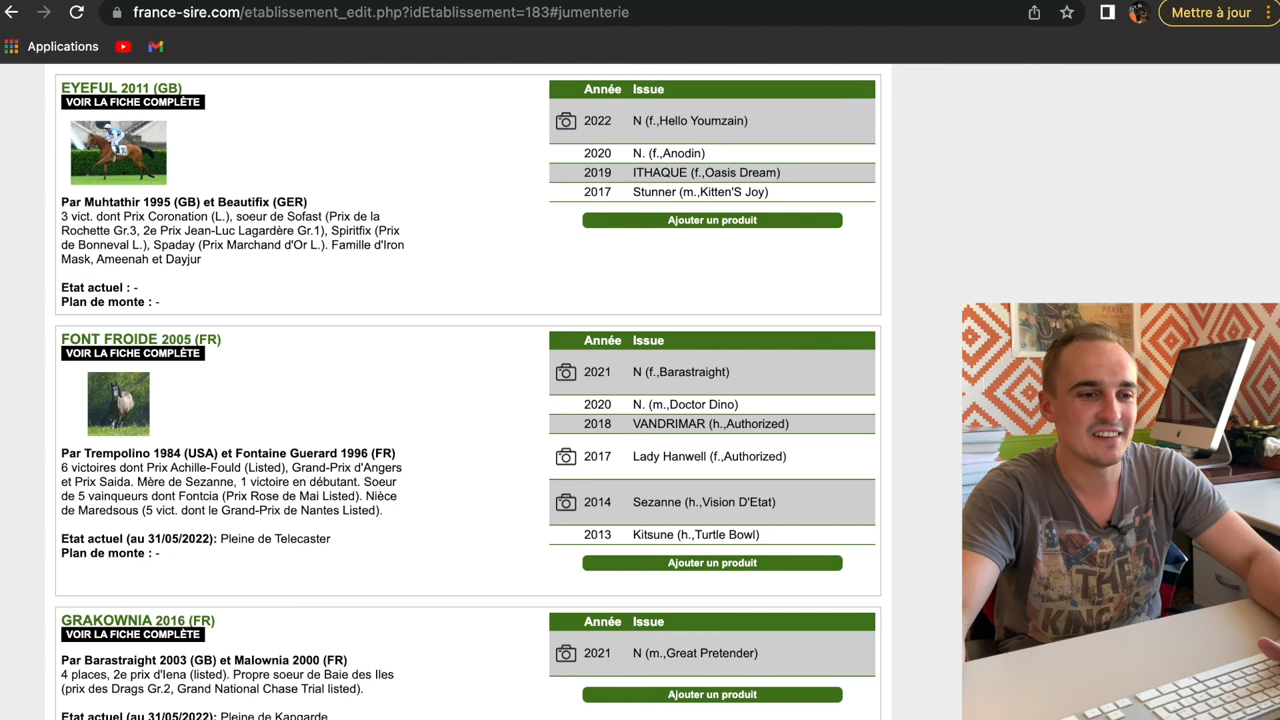 france-sire.com/etablissement_edit.php?idEtablissement=183#jumenterie
Mettre à jour
Applications
EYEFUL 2011 (GB)
VOIR LA FICHE COMPLÈTE
Par Muhtathir 1995 (GB) et Beautifix (GER)
3 vict. dont Prix Coronation (L.), soeur de Sofast (Prix de la
Rochette Gr.3, 2e Prix Jean-Luc Lagardère Gr.1), Spiritfix (Prix
de Bonneval L.), Spaday (Prix Marchand d'Or L.). Famille d'Iron
Mask, Ameenah et Dayjur
Etat actuel : -
Plan de monte : -
Année Issue
2022 N (f.,Hello Youmzain)
2020 N. (f.,Anodin)
2019 ITHAQUE (f.,Oasis Dream)
2017 Stunner (m.,Kitten'S Joy)
Ajouter un produit
FONT FROIDE 2005 (FR)
VOIR LA FICHE COMPLÈTE
Par Trempolino 1984 (USA) et Fontaine Guerard 1996 (FR)
6 victoires dont Prix Achille-Fould (Listed), Grand-Prix d'Angers
et Prix Saida. Mère de Sezanne, 1 victoire en débutant. Soeur
de 5 vainqueurs dont Fontcia (Prix Rose de Mai Listed). Nièce
de Maredsous (5 vict. dont le Grand-Prix de Nantes Listed).
Etat actuel (au 31/05/2022): Pleine de Telecaster
Plan de monte : -
Année Issue
2021 N (f.,Barastraight)
2020 N. (m.,Doctor Dino)
2018 VANDRIMAR (h.,Authorized)
2017 Lady Hanwell (f.,Authorized)
2014 Sezanne (h.,Vision D'Etat)
2013 Kitsune (h.,Turtle Bowl)
Ajouter un produit
GRAKOWNIA 2016 (FR)
VOIR LA FICHE COMPLÈTE
Par Barastraight 2003 (GB) et Malownia 2000 (FR)
4 places, 2e prix d'Iena (listed). Propre soeur de Baie des Iles
(prix des Drags Gr.2, Grand National Chase Trial listed).
Etat actuel (au 31/05/2022): Pleine de Kapgarde
Année Issue
2021 N (m.,Great Pretender)
Ajouter un produit
THE
KING